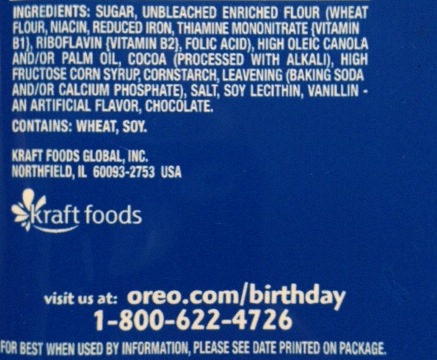 INGREDIENTS: SUGAR, UNBLEACHED ENRICHED FLOUR (WHEAT
FLOUR, NIACIN, REDUCED IRON, THIAMINE MONONITRATE {VITAMIN
B1}, RIBOFLAVIN {VITAMIN B2}, FOLIC ACID), HIGH OLEIC CANOLA
AND/OR PALM OIL, COCOA (PROCESSED WITH ALKALI), HIGH
FRUCTOSE CORN SYRUP, CORNSTARCH, LEAVENING (BAKING SODA
AND/OR CALCIUM PHOSPHATE), SALT, SOY LECITHIN, VANILLIN -
AN ARTIFICIAL FLAVOR, CHOCOLATE.
CONTAINS: WHEAT, SOY.
KRAFT FOODS GLOBAL, INC.
NORTHFIELD, IL 60093-2753 USA
kraft foods
visit us at: oreo.com/birthday
1-800-622-4726
FOR BEST WHEN USED BY INFORMATION, PLEASE SEE DATE PRINTED ON PACKAGE.